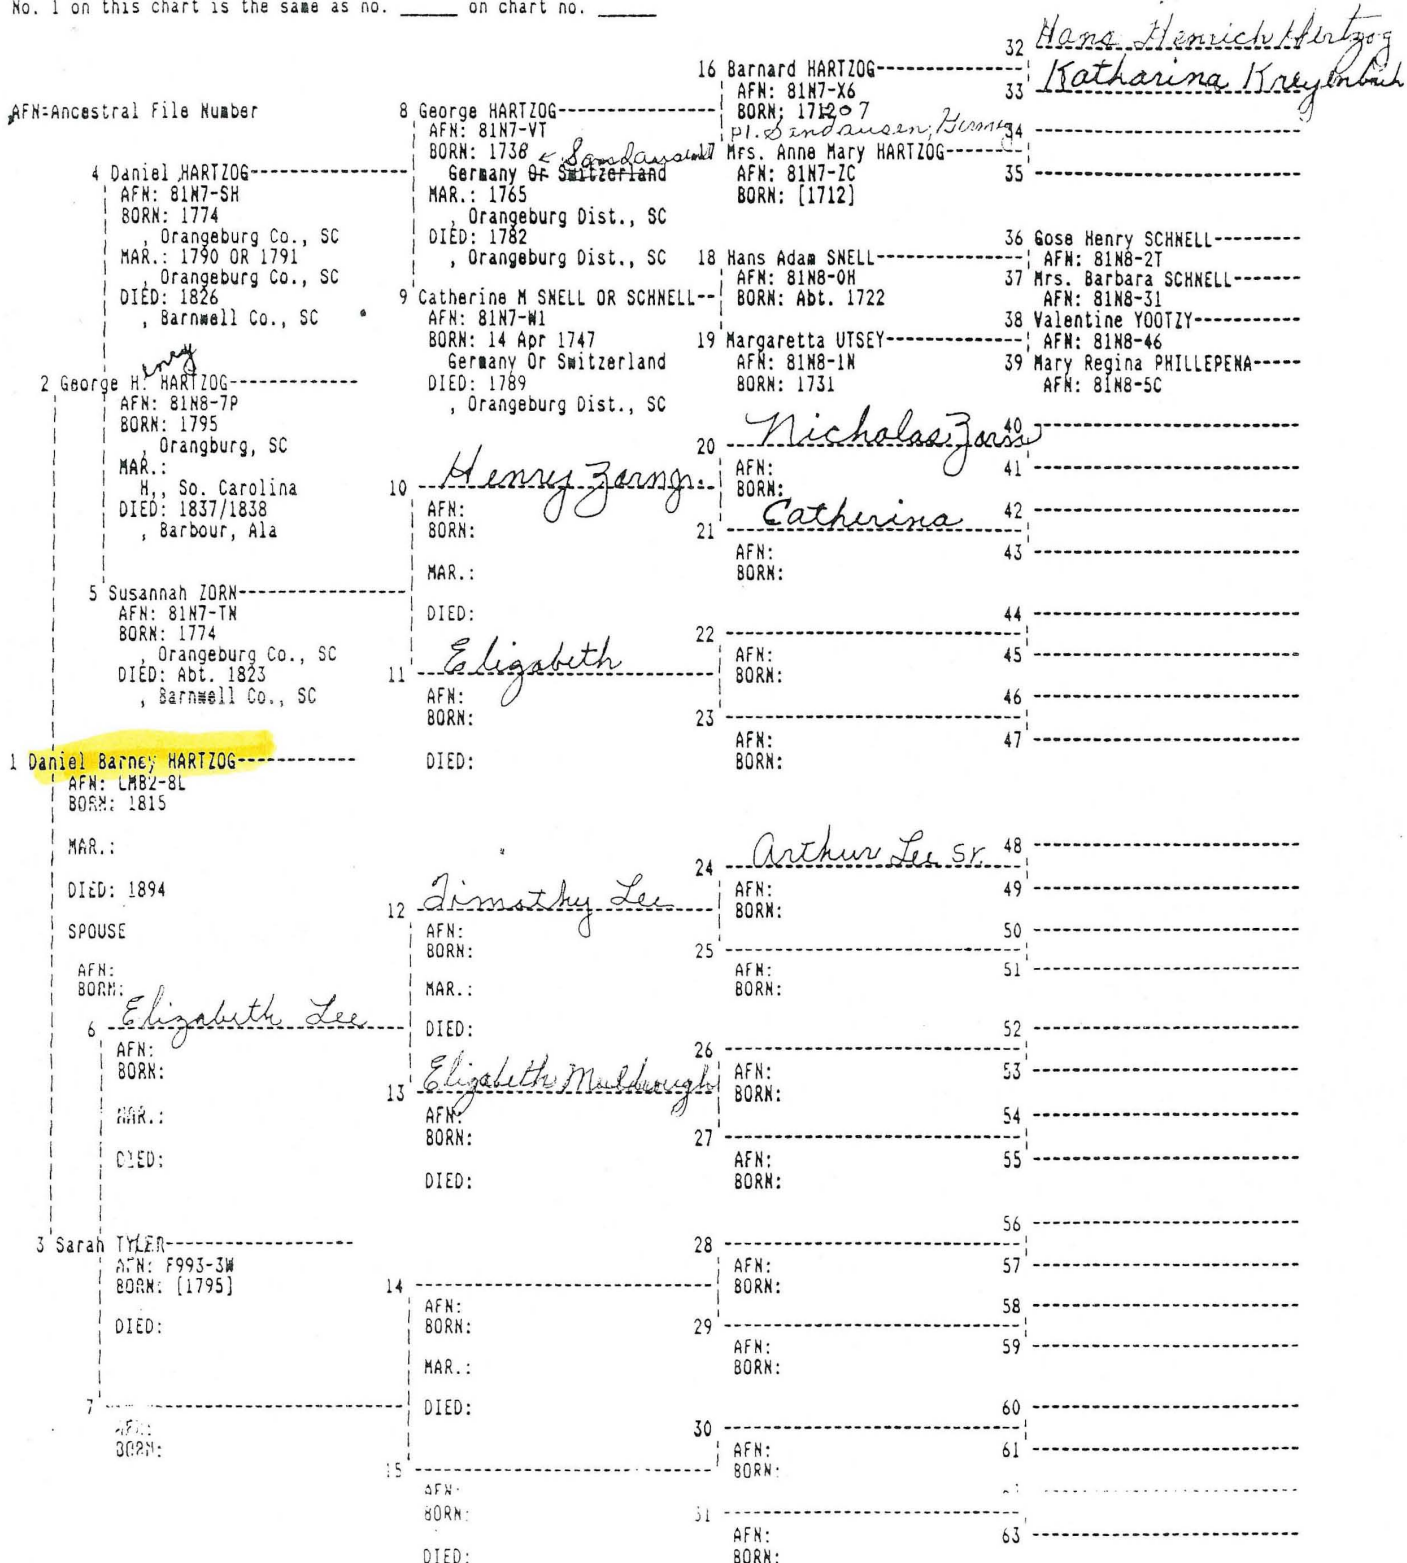 No. 1 on this chart is the same as no. _____ on chart no. _____
AFN=Ancestral File Number
1 Daniel Barney HARTZOG
AFN: LMB2-8L
BORN: 1815
MAR.:
DIED: 1894
SPOUSE
AFN:
BORN:
2 George H. HARTZOG
enry
AFN: 81N8-7P
BORN: 1795
, Orangburg, SC
MAR.:
H,, So. Carolina
DIED: 1837/1838
, Barbour, Ala
3 Sarah TYLER
AFN: F993-3W
BORN: [1795]
DIED:
4 Daniel HARTZOG
AFN: 81N7-SH
BORN: 1774
, Orangeburg Co., SC
MAR.: 1790 OR 1791
, Orangeburg Co., SC
DIED: 1826
, Barnwell Co., SC
5 Susannah ZORN
AFN: 81N7-TN
BORN: 1774
, Orangeburg Co., SC
DIED: Abt. 1823
, Barnwell Co., SC
6 Elizabeth Lee
AFN:
BORN:
MAR.:
DIED:
7
AFN:
BORN:
8 George HARTZOG
AFN: 81N7-VT
BORN: 1738
Germany Or Switzerland
MAR.: 1765
, Orangeburg Dist., SC
DIED: 1782
, Orangeburg Dist., SC
9 Catherine M SNELL OR SCHNELL
AFN: 81N7-W1
BORN: 14 Apr 1747
Germany Or Switzerland
DIED: 1789
, Orangeburg Dist., SC
10 Henry Zorn Jr.
AFN:
BORN:
MAR.:
DIED:
11 Elizabeth
AFN:
BORN:
DIED:
12 Timothy Lee
AFN:
BORN:
MAR.:
DIED:
13 Elizabeth
AFN:
BORN:
DIED:
14
AFN:
BORN:
MAR.:
DIED:
15
AFN:
BORN:
DIED:
16 Barnard HARTZOG
AFN: 81N7-X6
BORN:
17 Mrs. Anne Mary HARTZOG
AFN: 81N7-ZC
BORN: [1712]
18 Hans Adam SNELL
AFN: 81N8-0H
BORN: Abt. 1722
19 Margaretta UTSEY
AFN: 81N8-1N
BORN: 1731
20 Nicholas Zorn
AFN:
BORN:
21 Catherina
AFN:
BORN:
22
AFN:
BORN:
23
AFN:
BORN:
24 Arthur Lee Sr.
AFN:
BORN:
25
AFN:
BORN:
26
AFN:
BORN:
27
AFN:
BORN:
28
AFN:
BORN:
29
AFN:
BORN:
30
AFN:
BORN:
31
AFN:
BORN:
32 Hans Henrich Hertzog
33 Katharina
34
35
36 Gose Henry SCHNELL
AFN: 81N8-2T
37 Mrs. Barbara SCHNELL
AFN: 81N8-31
38 Valentine YOOTZY
AFN: 81N8-46
39 Mary Regina PHILLEPENA
AFN: 81N8-5C
40
41
42
43
44
45
46
47
48
49
50
51
52
53
54
55
56
57
58
59
60
61
63